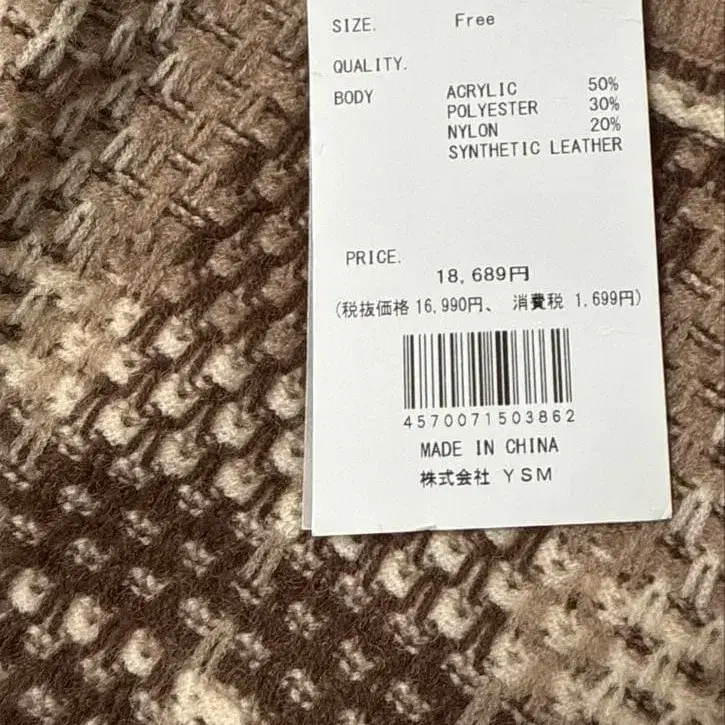 SIZE. Free
QUALITY.
BODY ACRYLIC 50%
POLYESTER 30%
NYLON 20%
SYNTHETIC LEATHER
PRICE.
18,689円
(税抜価格 16,990円、 消費税 1,699円)
4570071503862
MADE IN CHINA
株式会社 YSM